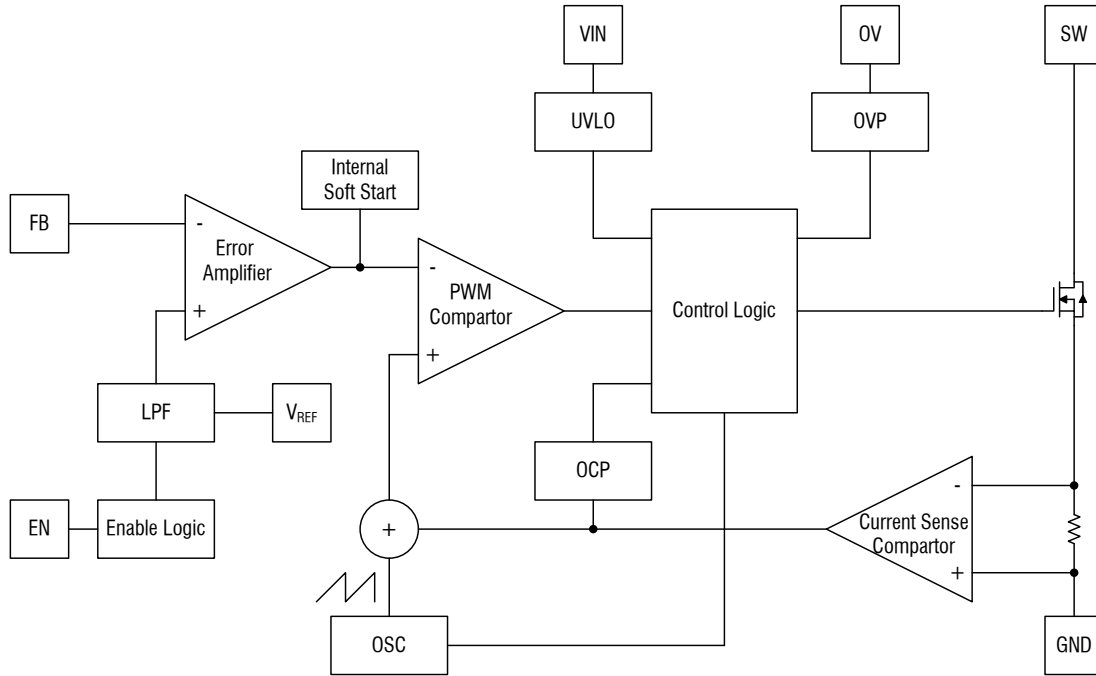 VIN
OV
SW
UVLO
OVP
Internal
Soft Start
FB
-
Error
Amplifier
+
-
PWM
Compartor
+
Control Logic
LPF
VREF
OCP
EN
Enable Logic
+
-
Current Sense
Compartor
+
OSC
GND